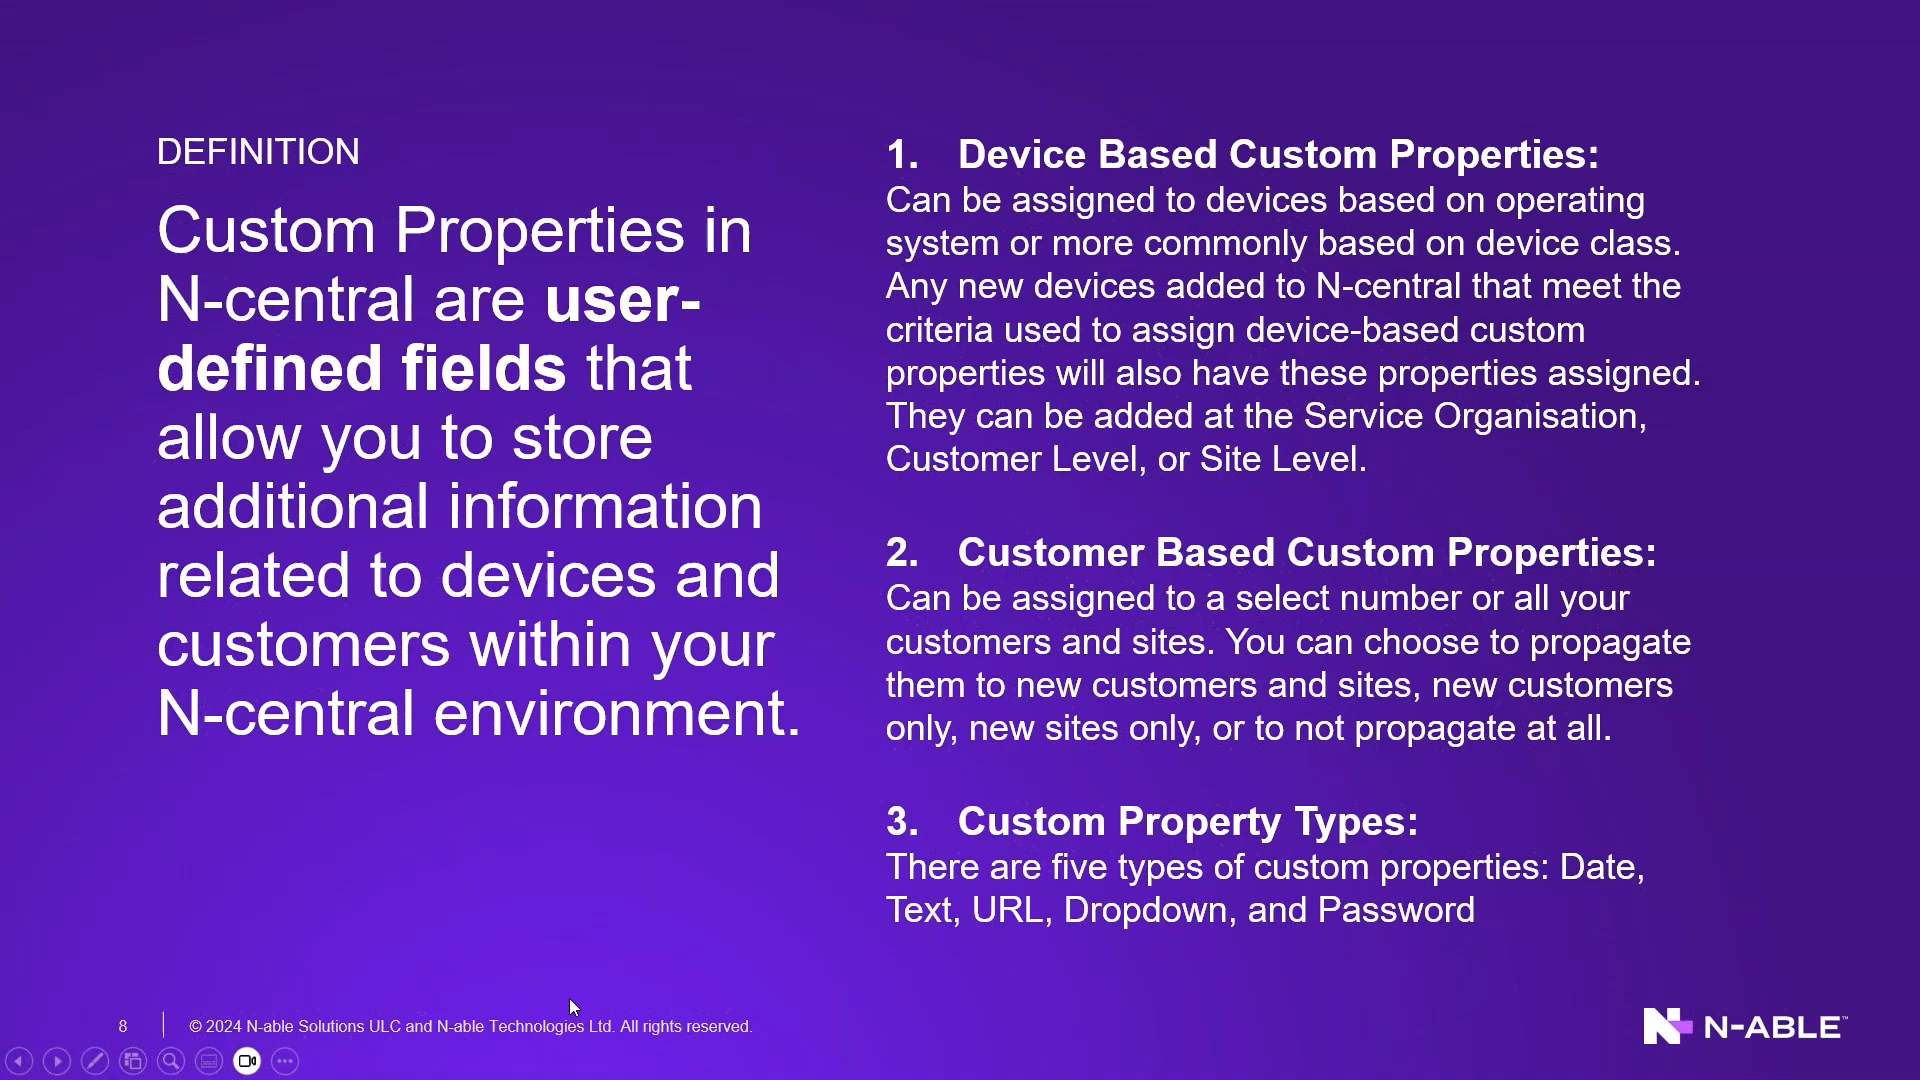 DEFINITION
Custom Properties in
N-central are user-
defined fields that
allow you to store
additional information
related to devices and
customers within your
N-central environment.
1. Device Based Custom Properties:
Can be assigned to devices based on operating
system or more commonly based on device class.
Any new devices added to N-central that meet the
criteria used to assign device-based custom
properties will also have these properties assigned.
They can be added at the Service Organisation,
Customer Level, or Site Level.
2. Customer Based Custom Properties:
Can be assigned to a select number or all your
customers and sites. You can choose to propagate
them to new customers and sites, new customers
only, new sites only, or to not propagate at all.
3. Custom Property Types:
There are five types of custom properties: Date,
Text, URL, Dropdown, and Password
8
© 2024 N-able Solutions ULC and N-able Technologies Ltd. All rights reserved.
N-ABLE™